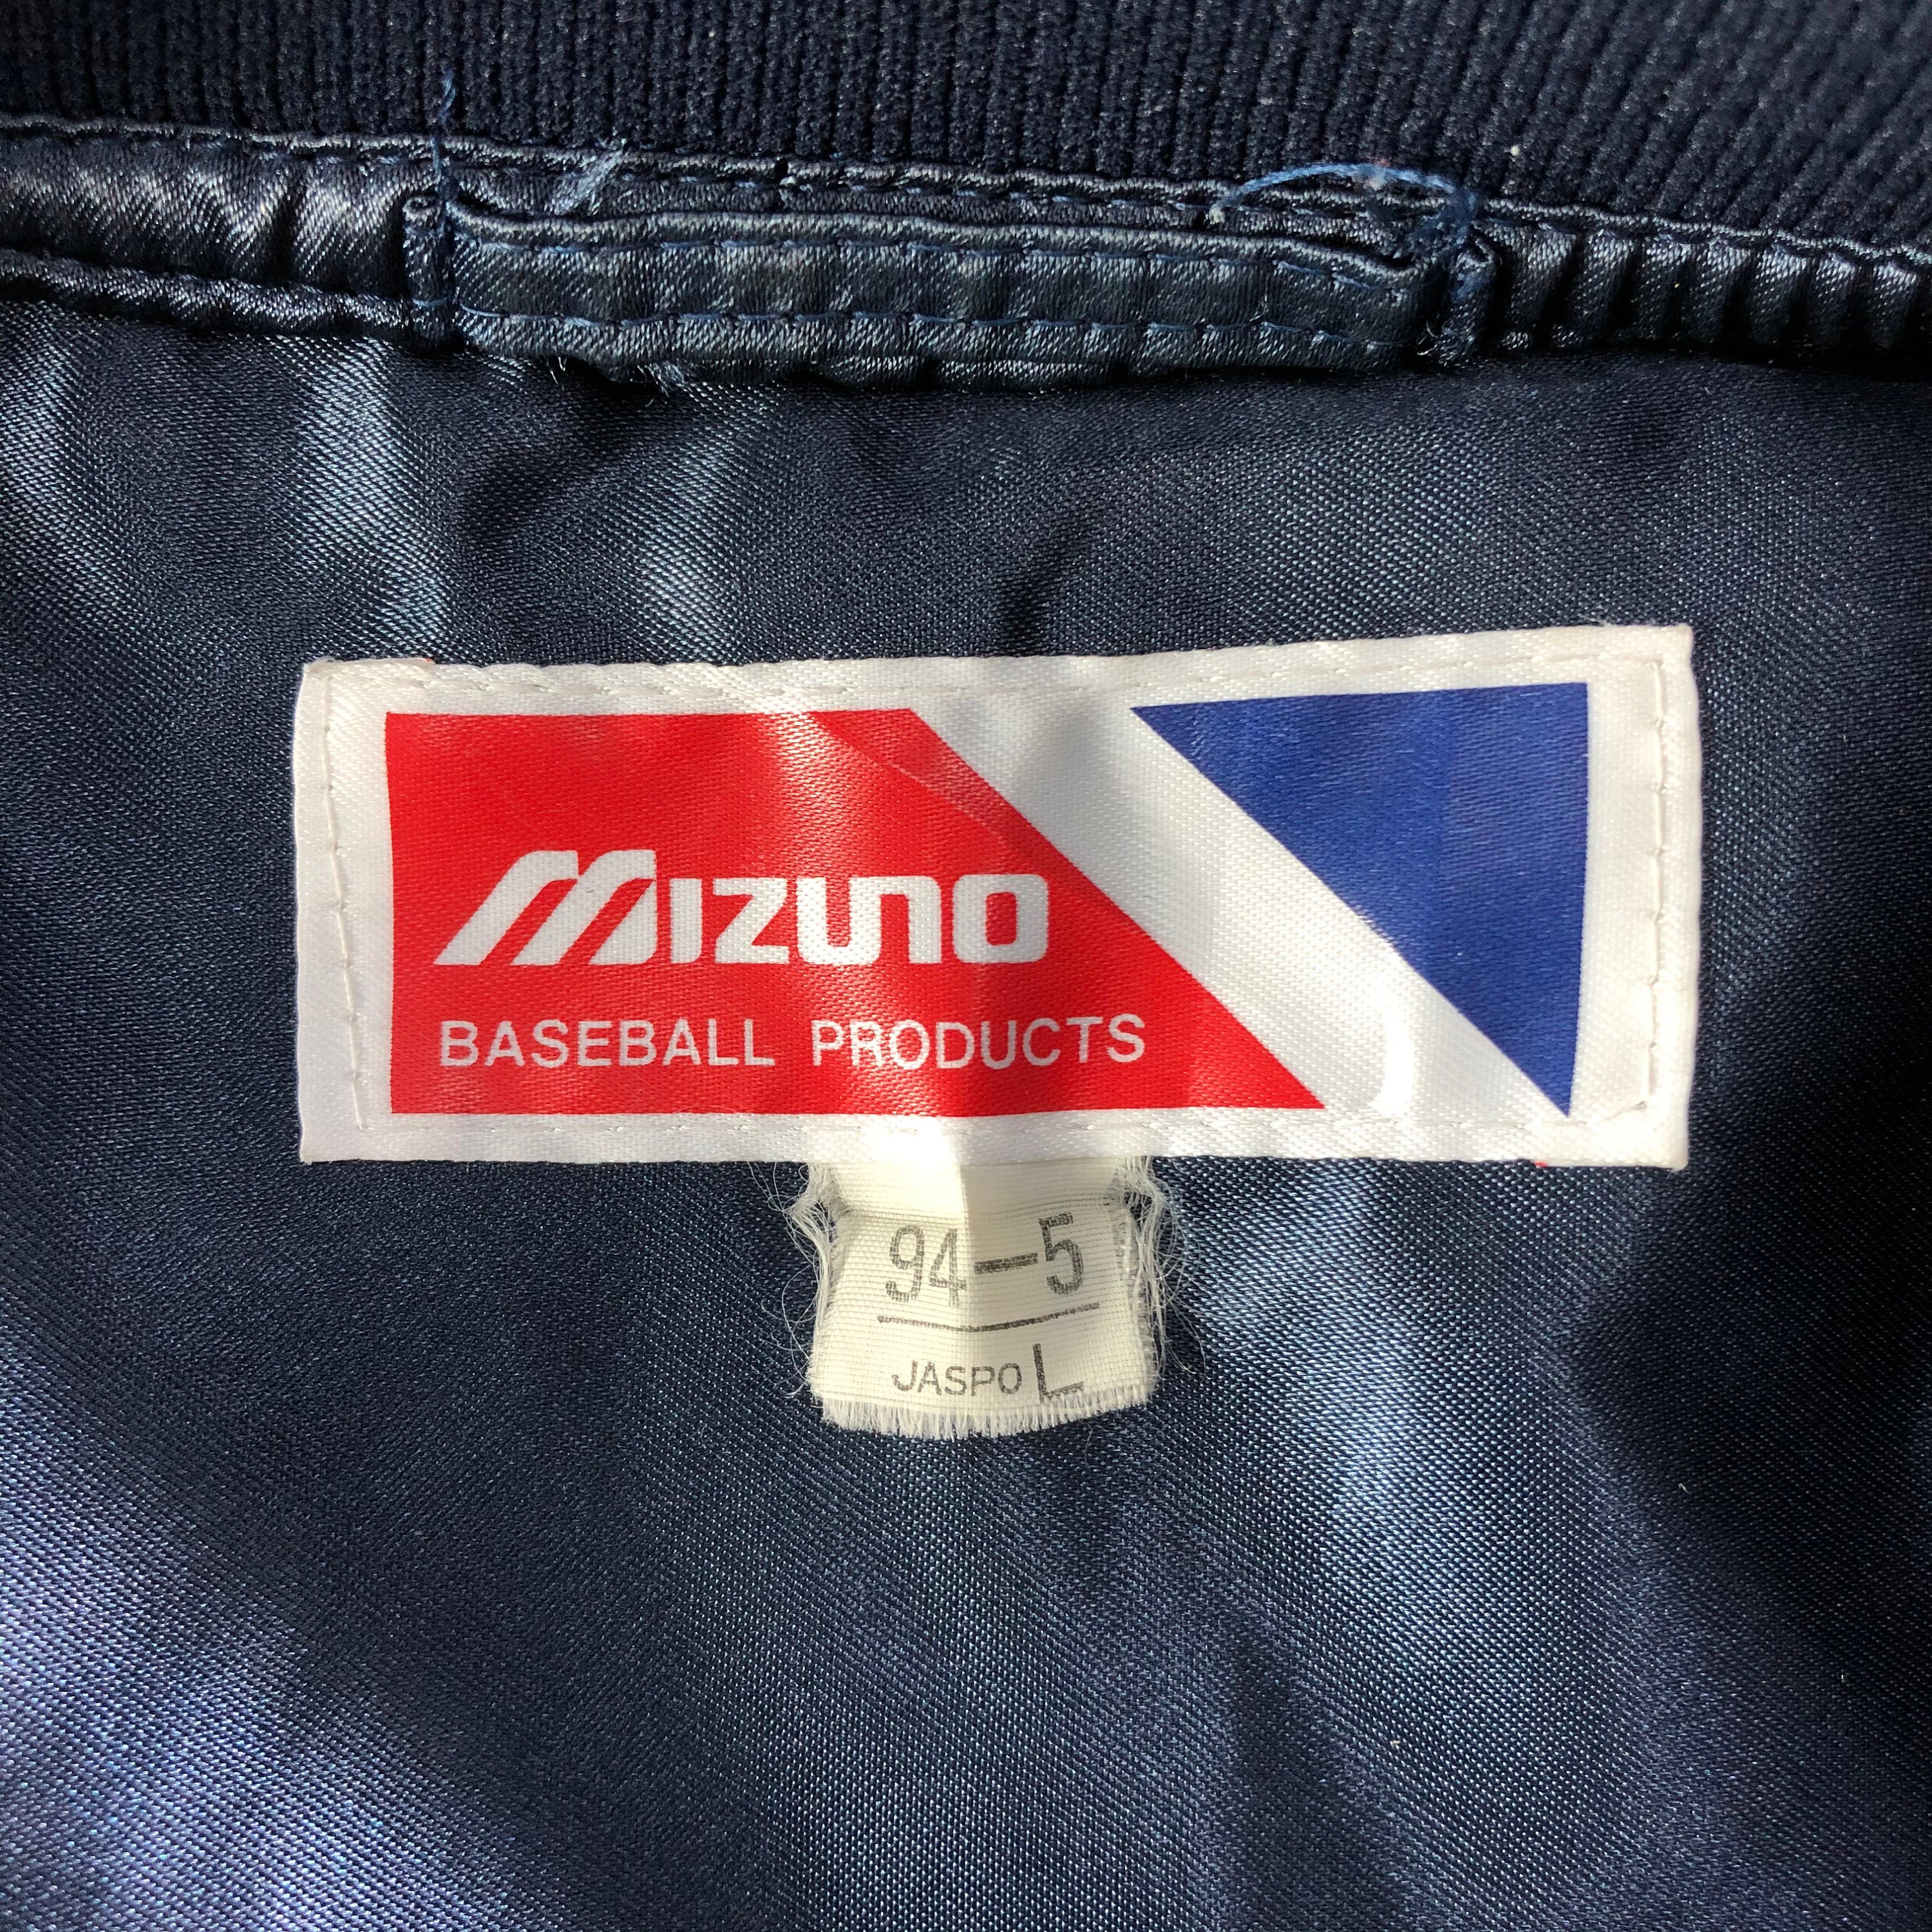 MIZUNO
BASEBALL PRODUCTS
94-5
JASPO L